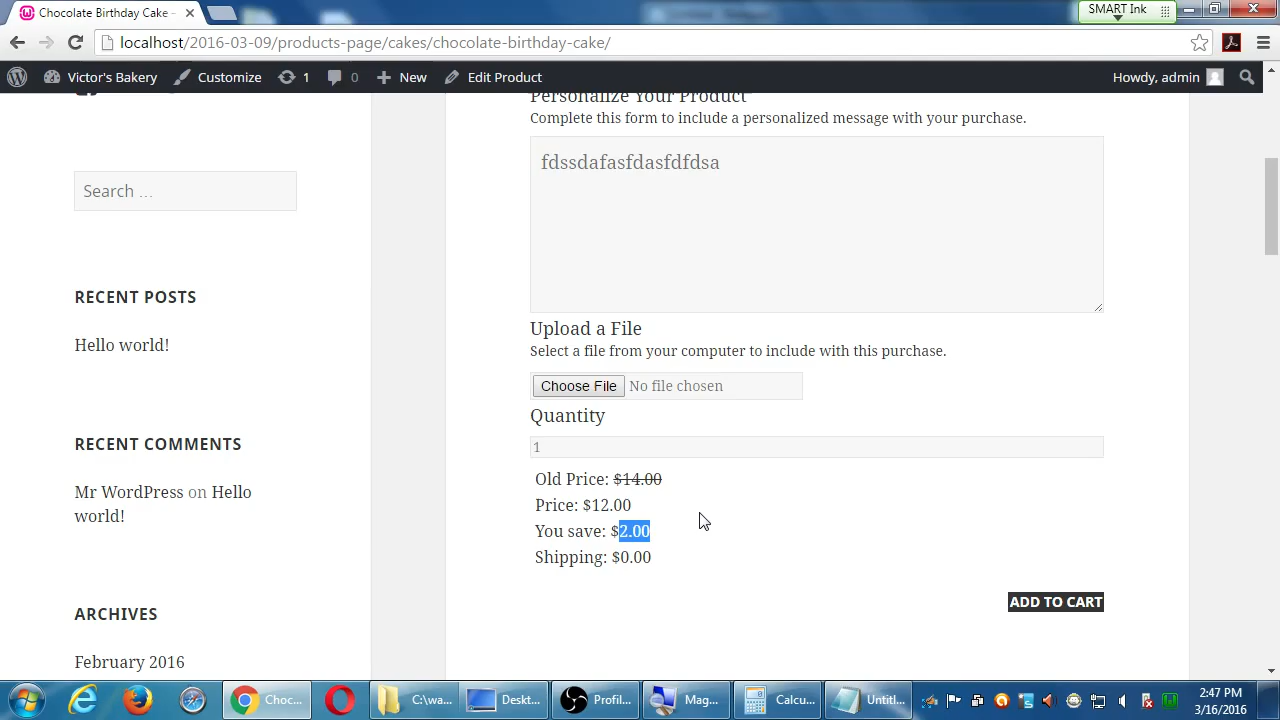 Chocolate Birthday Cake –
SMART Ink
localhost/2016-03-09/products-page/cakes/chocolate-birthday-cake/
Victor's Bakery Customize 1 0 New Edit Product Howdy, admin
Personalize Your Product
Complete this form to include a personalized message with your purchase.
fdssdafasfdasfdfdsa
Search …
RECENT POSTS
Hello world!
Upload a File
Select a file from your computer to include with this purchase.
Choose File No file chosen
Quantity
1
RECENT COMMENTS
Mr WordPress on Hello
world!
Old Price: $14.00
Price: $12.00
You save: $2.00
Shipping: $0.00
ADD TO CART
ARCHIVES
February 2016
Choc... C:\wa... Deskt... Profil... Mag... Calcu... Untitl...
2:47 PM
3/16/2016